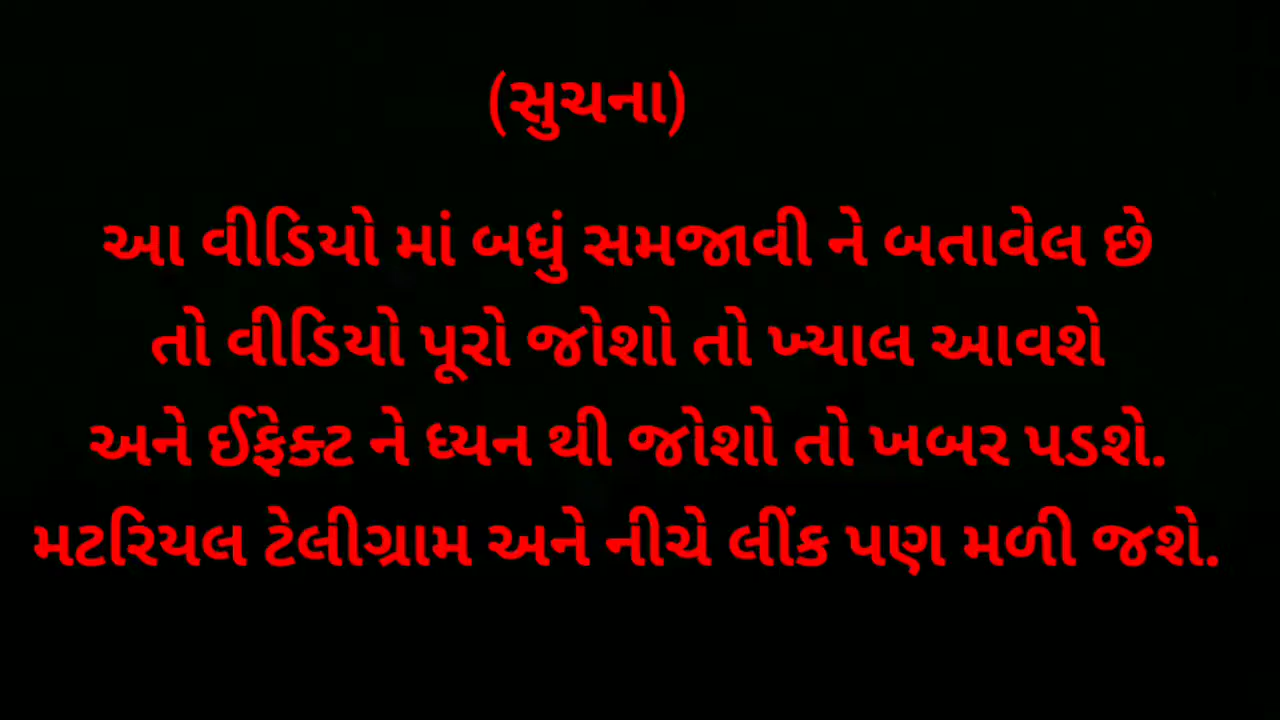 (સુચના)
આ વીડિયો માં બધું સમજાવી ને બતાવેલ છે
તો વીડિયો પૂરો જોશો તો ખ્યાલ આવશે
અને ઈફેક્ટ ને ધ્યન થી જોશો તો ખબર પડશે.
મટરિયલ ટેલીગ્રામ અને નીચે લીંક પણ મળી જશે.